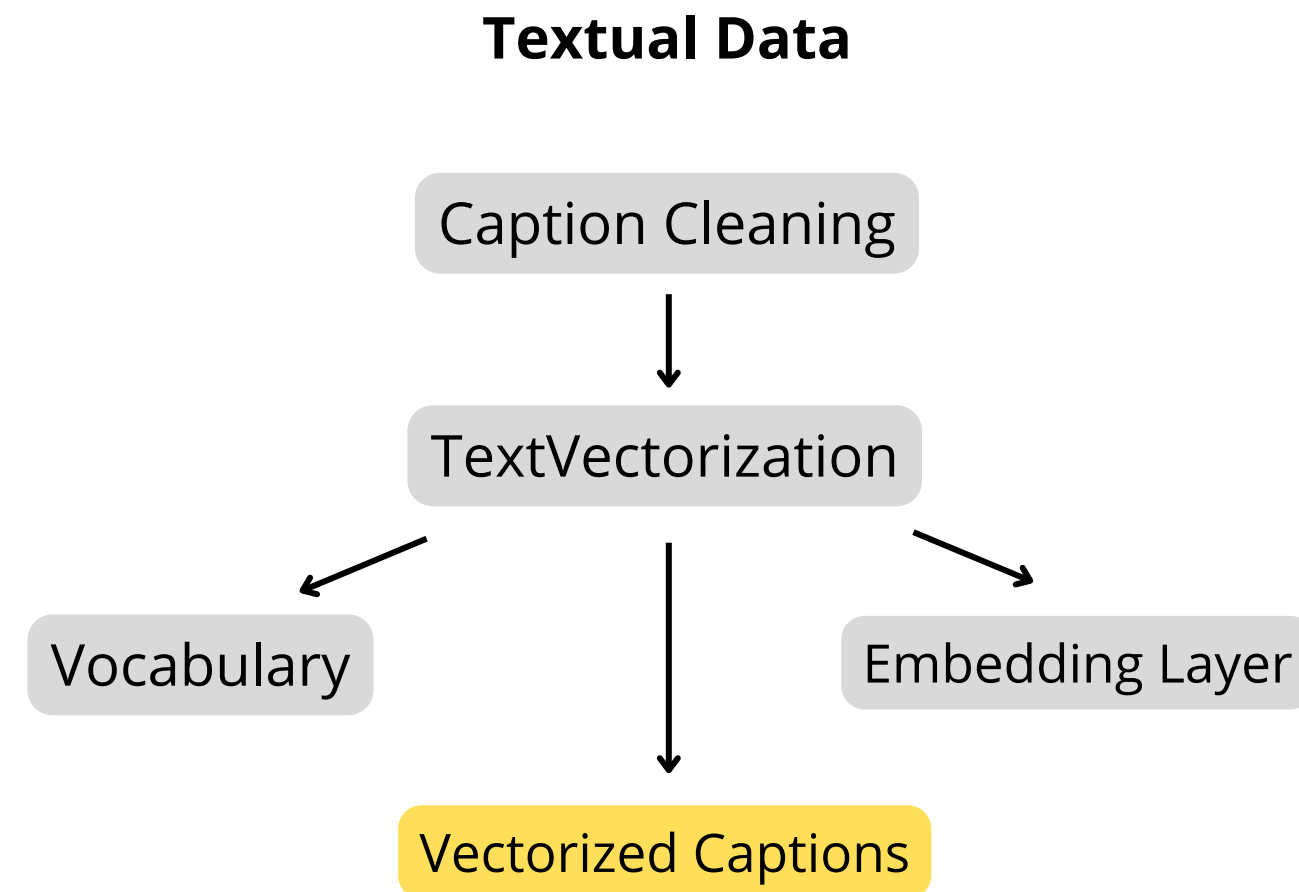 Textual Data
Caption Cleaning
TextVectorization
Vocabulary
Embedding Layer
Vectorized Captions